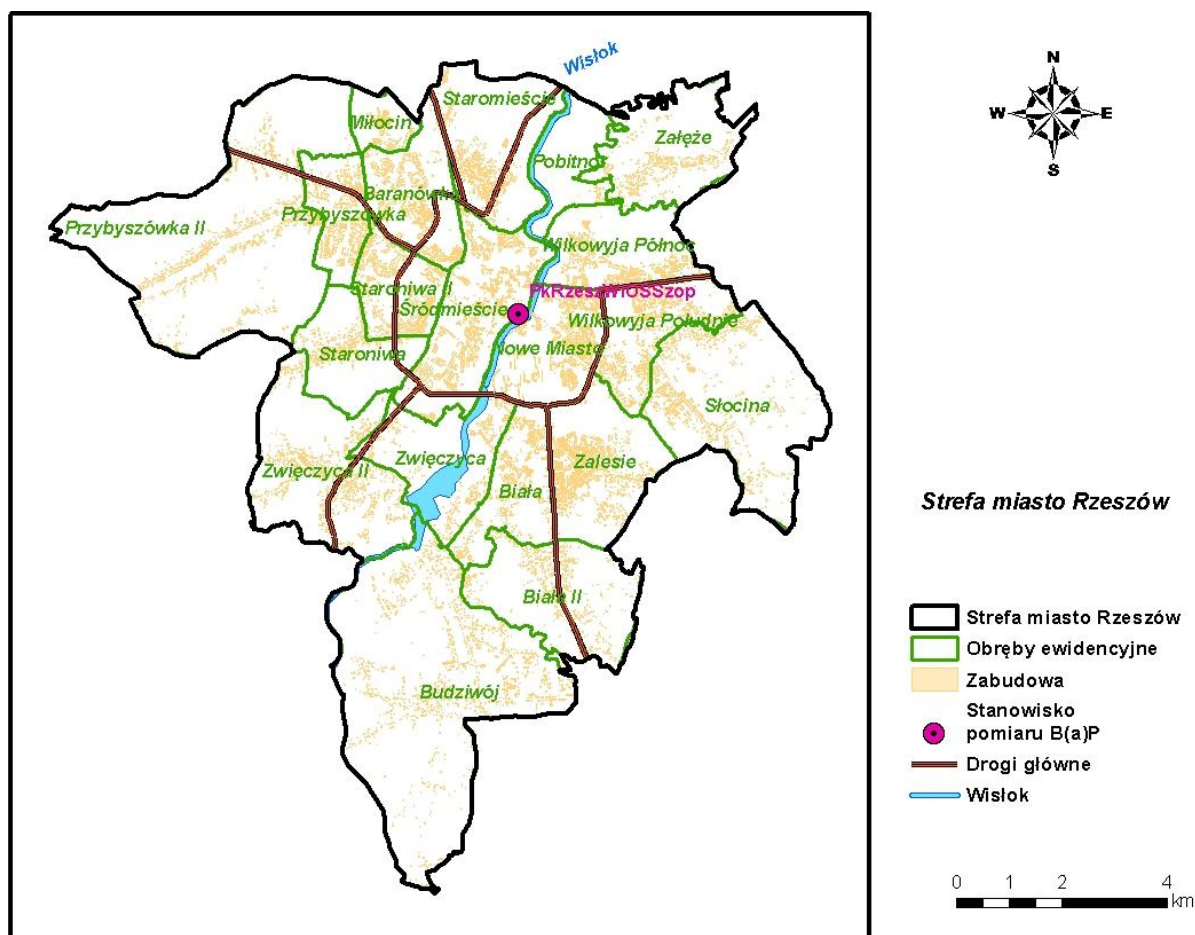 Wisłok
Staromieście
Miłocin
Załęże
Pobitno
Baranówka
Przybyszówka
Przybyszówka II
Wilkowyja Północ
Staroniwa II
PkRzeszWIOSSzop
Śródmieście
Wilkowyja Południe
Nowe Miasto
Staroniwa
Słocina
Zwięczyca
Zwięczyca II
Zalesie
Biała
Biała II
Budziwój
N
W E
S
Strefa miasto Rzeszów
Strefa miasto Rzeszów
Obręby ewidencyjne
Zabudowa
Stanowisko
pomiaru B(a)P
Drogi główne
Wisłok
0 1 2 4
km